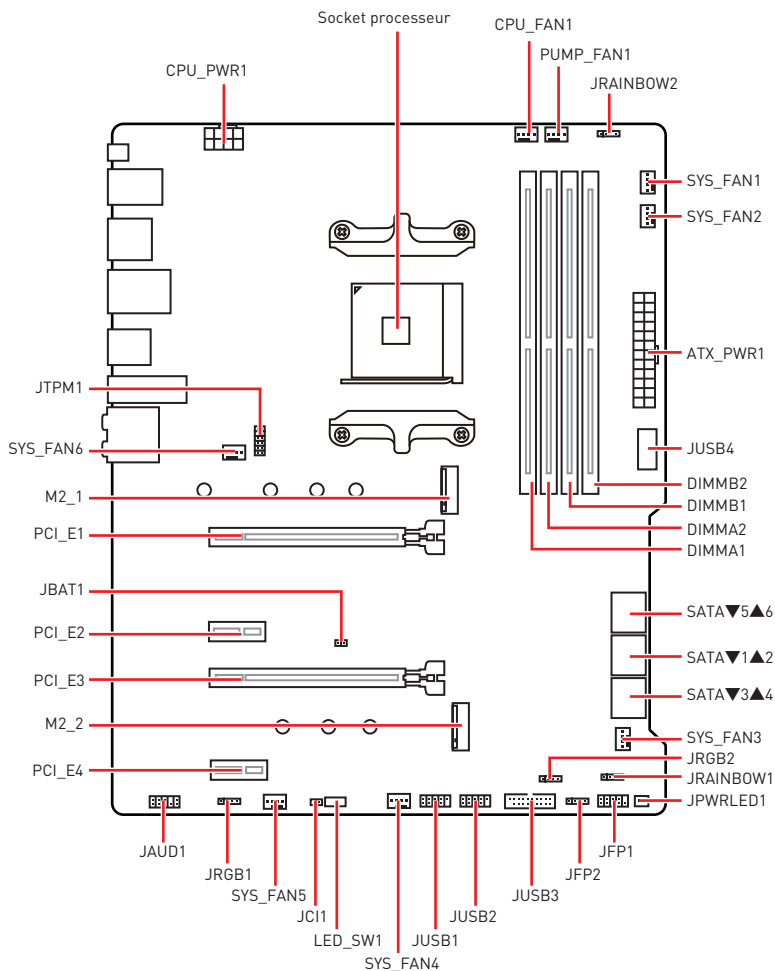 Socket processeur
CPU_FAN1
PUMP_FAN1
CPU_PWR1
JRAINBOW2
SYS_FAN1
SYS_FAN2
ATX_PWR1
JTPM1
SYS_FAN6
JUSB4
M2_1
DIMMB2
DIMMB1
PCI_E1
DIMMA2
DIMMA1
JBAT1
SATA▼5▲6
PCI_E2
SATA▼1▲2
PCI_E3
SATA▼3▲4
M2_2
SYS_FAN3
JRGB2
PCI_E4
JRAINBOW1
JPWRLED1
JAUD1
JRGB1
SYS_FAN5
JCI1
LED_SW1
SYS_FAN4
JUSB1
JUSB2
JUSB3
JFP2
JFP1